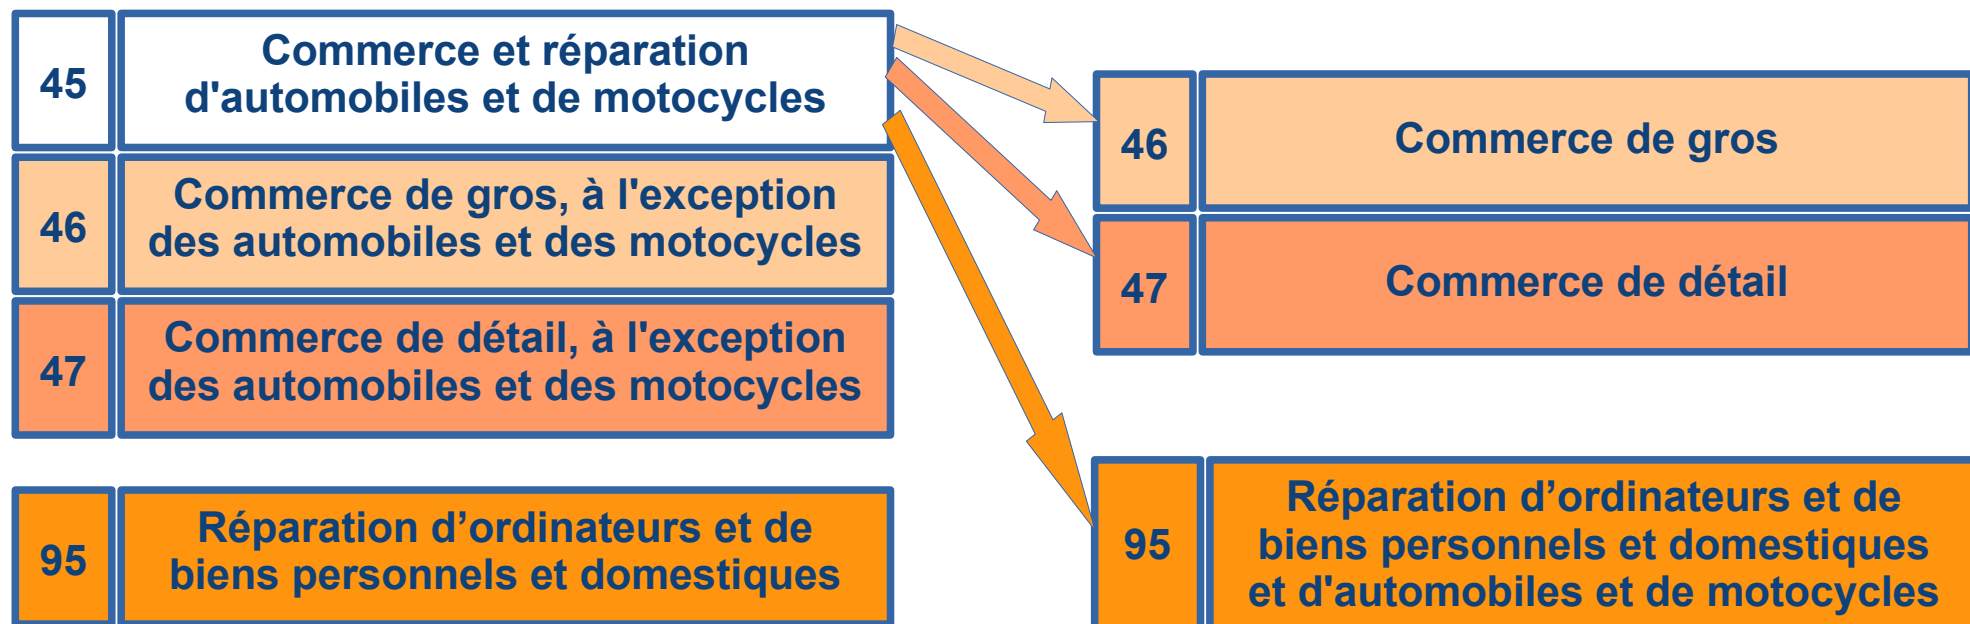 45
Commerce et réparation
d'automobiles et de motocycles
46
Commerce de gros, à l'exception
des automobiles et des motocycles
47
Commerce de détail, à l'exception
des automobiles et des motocycles
95
Réparation d’ordinateurs et de
biens personnels et domestiques
46
Commerce de gros
47
Commerce de détail
95
Réparation d’ordinateurs et de
biens personnels et domestiques
et d'automobiles et de motocycles